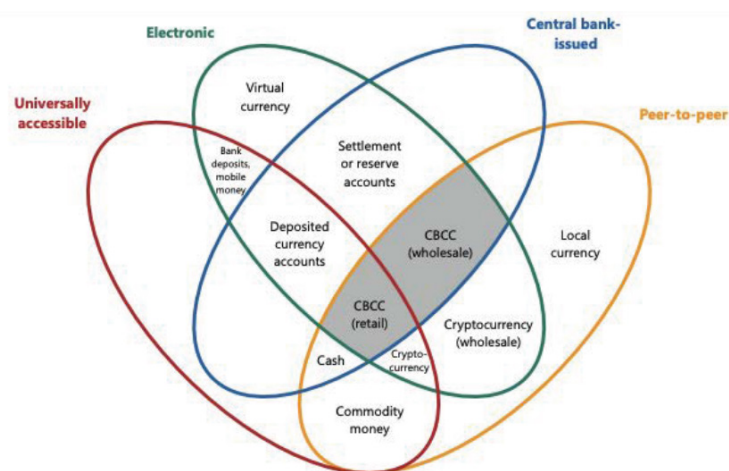 Electronic
Central bank-
issued
Universally
accessible
Peer-to-peer
Virtual
currency
Bank
deposits,
mobile
money
Settlement
or reserve
accounts
Deposited
currency
accounts
CBCC
(wholesale)
Local
currency
CBCC
(retail)
Cryptocurrency
(wholesale)
Cash
Crypto-
currency
Commodity
money